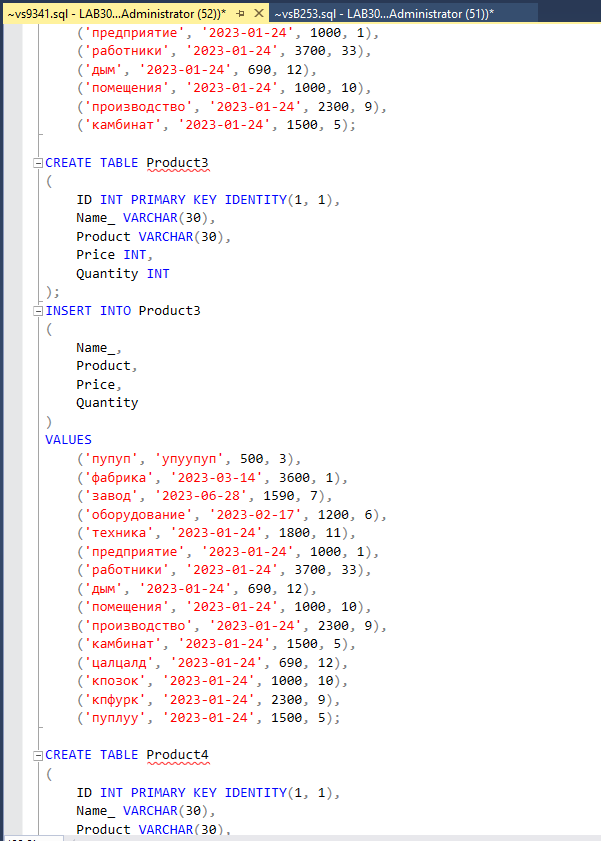 ~vs9341.sql - LAB30...Administrator (52))* ~vsB253.sql - LAB30...Administrator (51))*
('предприятие', '2023-01-24', 1000, 1),
('работники', '2023-01-24', 3700, 33),
('дым', '2023-01-24', 690, 12),
('помещения', '2023-01-24', 1000, 10),
('производство', '2023-01-24', 2300, 9),
('камбинат', '2023-01-24', 1500, 5);
CREATE TABLE Product3
(
ID INT PRIMARY KEY IDENTITY(1, 1),
Name_ VARCHAR(30),
Product VARCHAR(30),
Price INT,
Quantity INT
);
INSERT INTO Product3
(
Name_,
Product,
Price,
Quantity
)
VALUES
('пупуп', 'упуупуп', 500, 3),
('фабрика', '2023-03-14', 3600, 1),
('завод', '2023-06-28', 1590, 7),
('оборудование', '2023-02-17', 1200, 6),
('техника', '2023-01-24', 1800, 11),
('предприятие', '2023-01-24', 1000, 1),
('работники', '2023-01-24', 3700, 33),
('дым', '2023-01-24', 690, 12),
('помещения', '2023-01-24', 1000, 10),
('производство', '2023-01-24', 2300, 9),
('камбинат', '2023-01-24', 1500, 5),
('цалцалд', '2023-01-24', 690, 12),
('кпозок', '2023-01-24', 1000, 10),
('кпфурк', '2023-01-24', 2300, 9),
('пуплуу', '2023-01-24', 1500, 5);
CREATE TABLE Product4
(
ID INT PRIMARY KEY IDENTITY(1, 1),
Name_ VARCHAR(30),
Product VARCHAR(30),